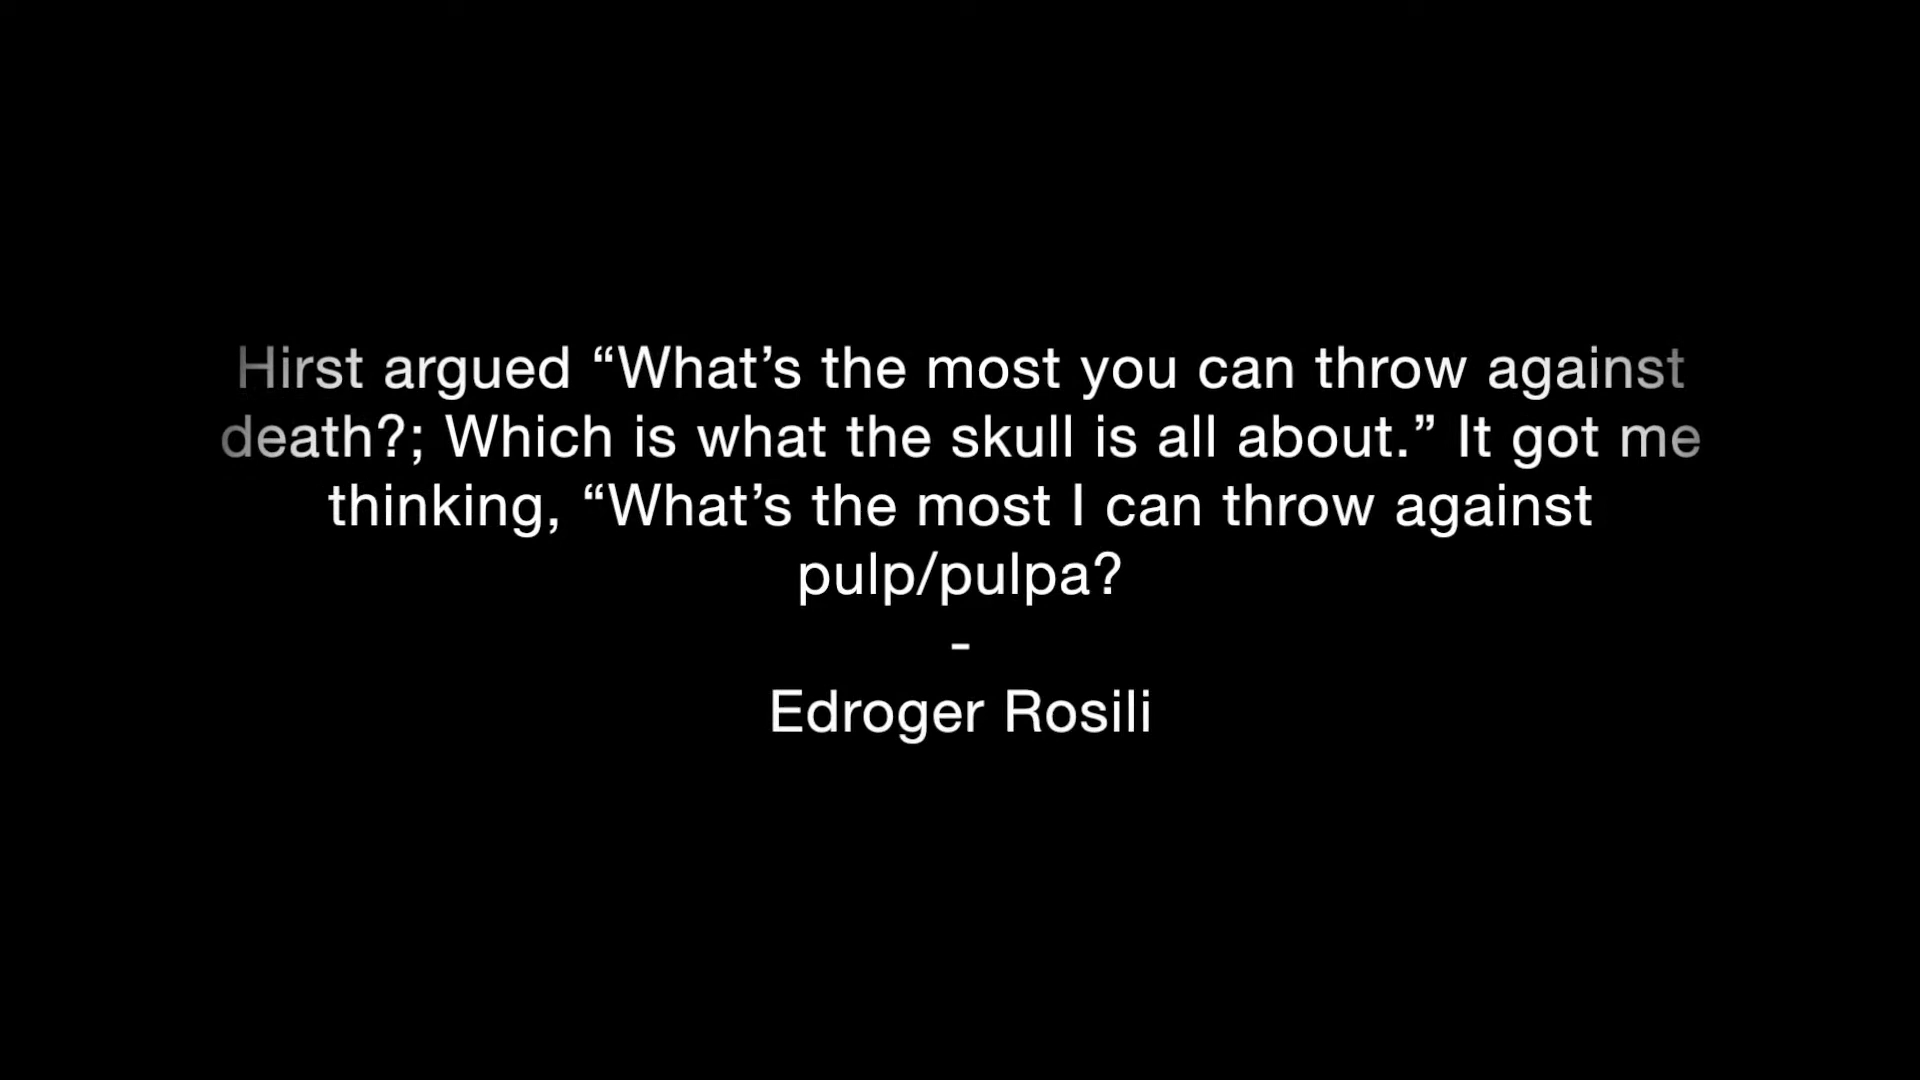 Hirst argued “What’s the most you can throw against
death?; Which is what the skull is all about.” It got me
thinking, “What’s the most I can throw against
pulp/pulpa?
-
Edroger Rosili